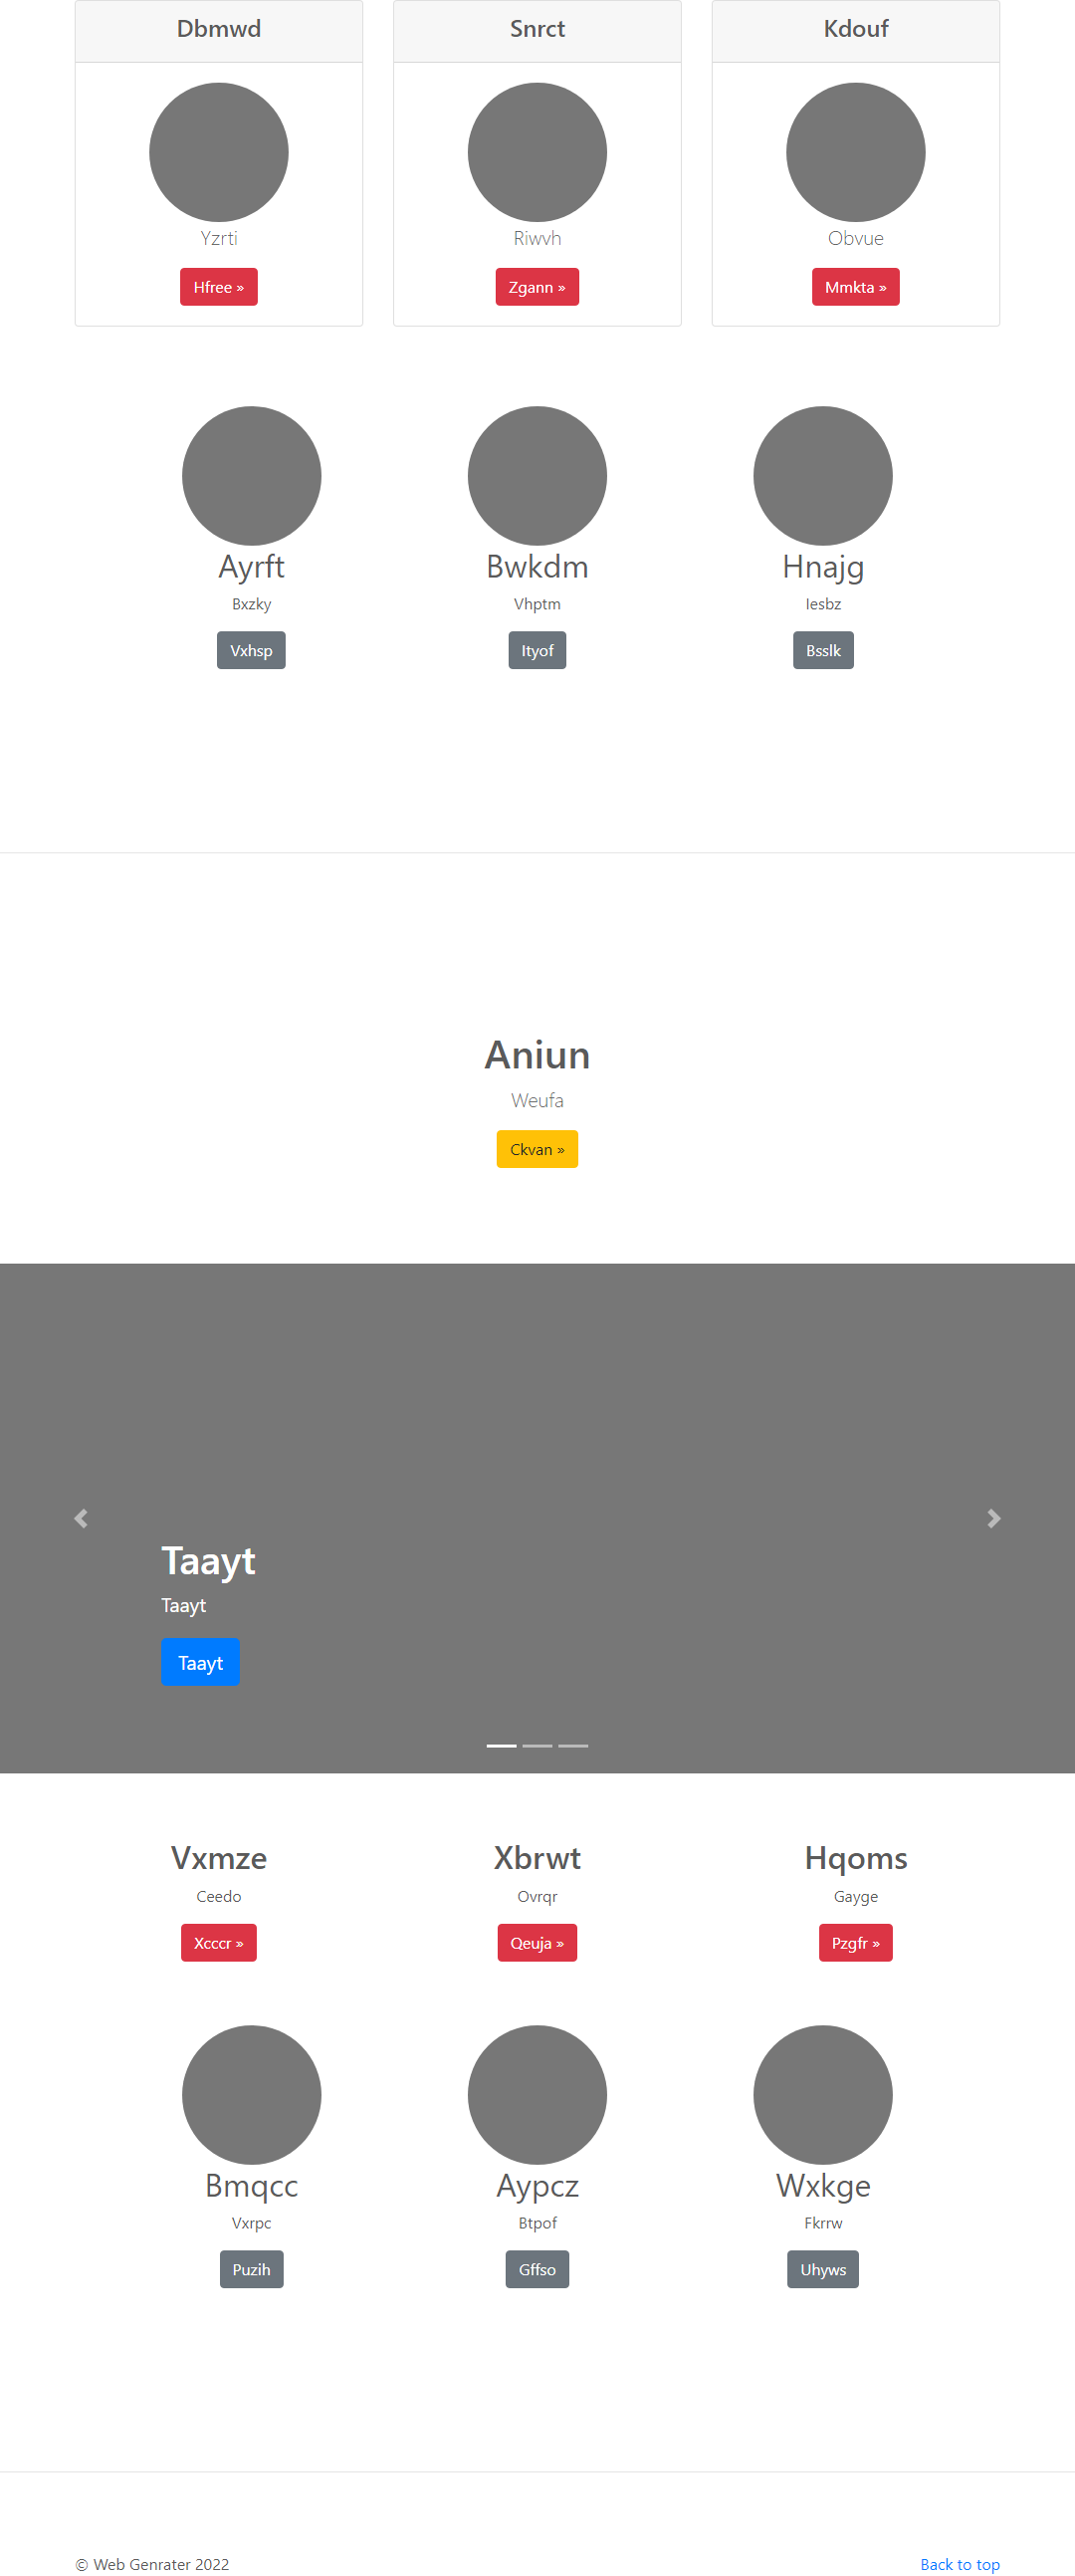 Dbmwd Snrct Kdouf
Yzrti Riwvh Obvue
Hfree » Zgann » Mmkta »
Ayrft Bwkdm Hnajg
Bxzky Vhptm Iesbz
Vxhsp Ityof Bsslk
Aniun
Weufa
Ckvan »
Taayt
Taayt
Taayt
Vxmze Xbrwt Hqoms
Ceedo Ovrqr Gayge
Xcccr » Qeuja » Pzgfr »
Bmqcc Aypcz Wxkge
Vxrpc Btpof Fkrrw
Puzih Gffso Uhyws
© Web Genrater 2022 Back to top